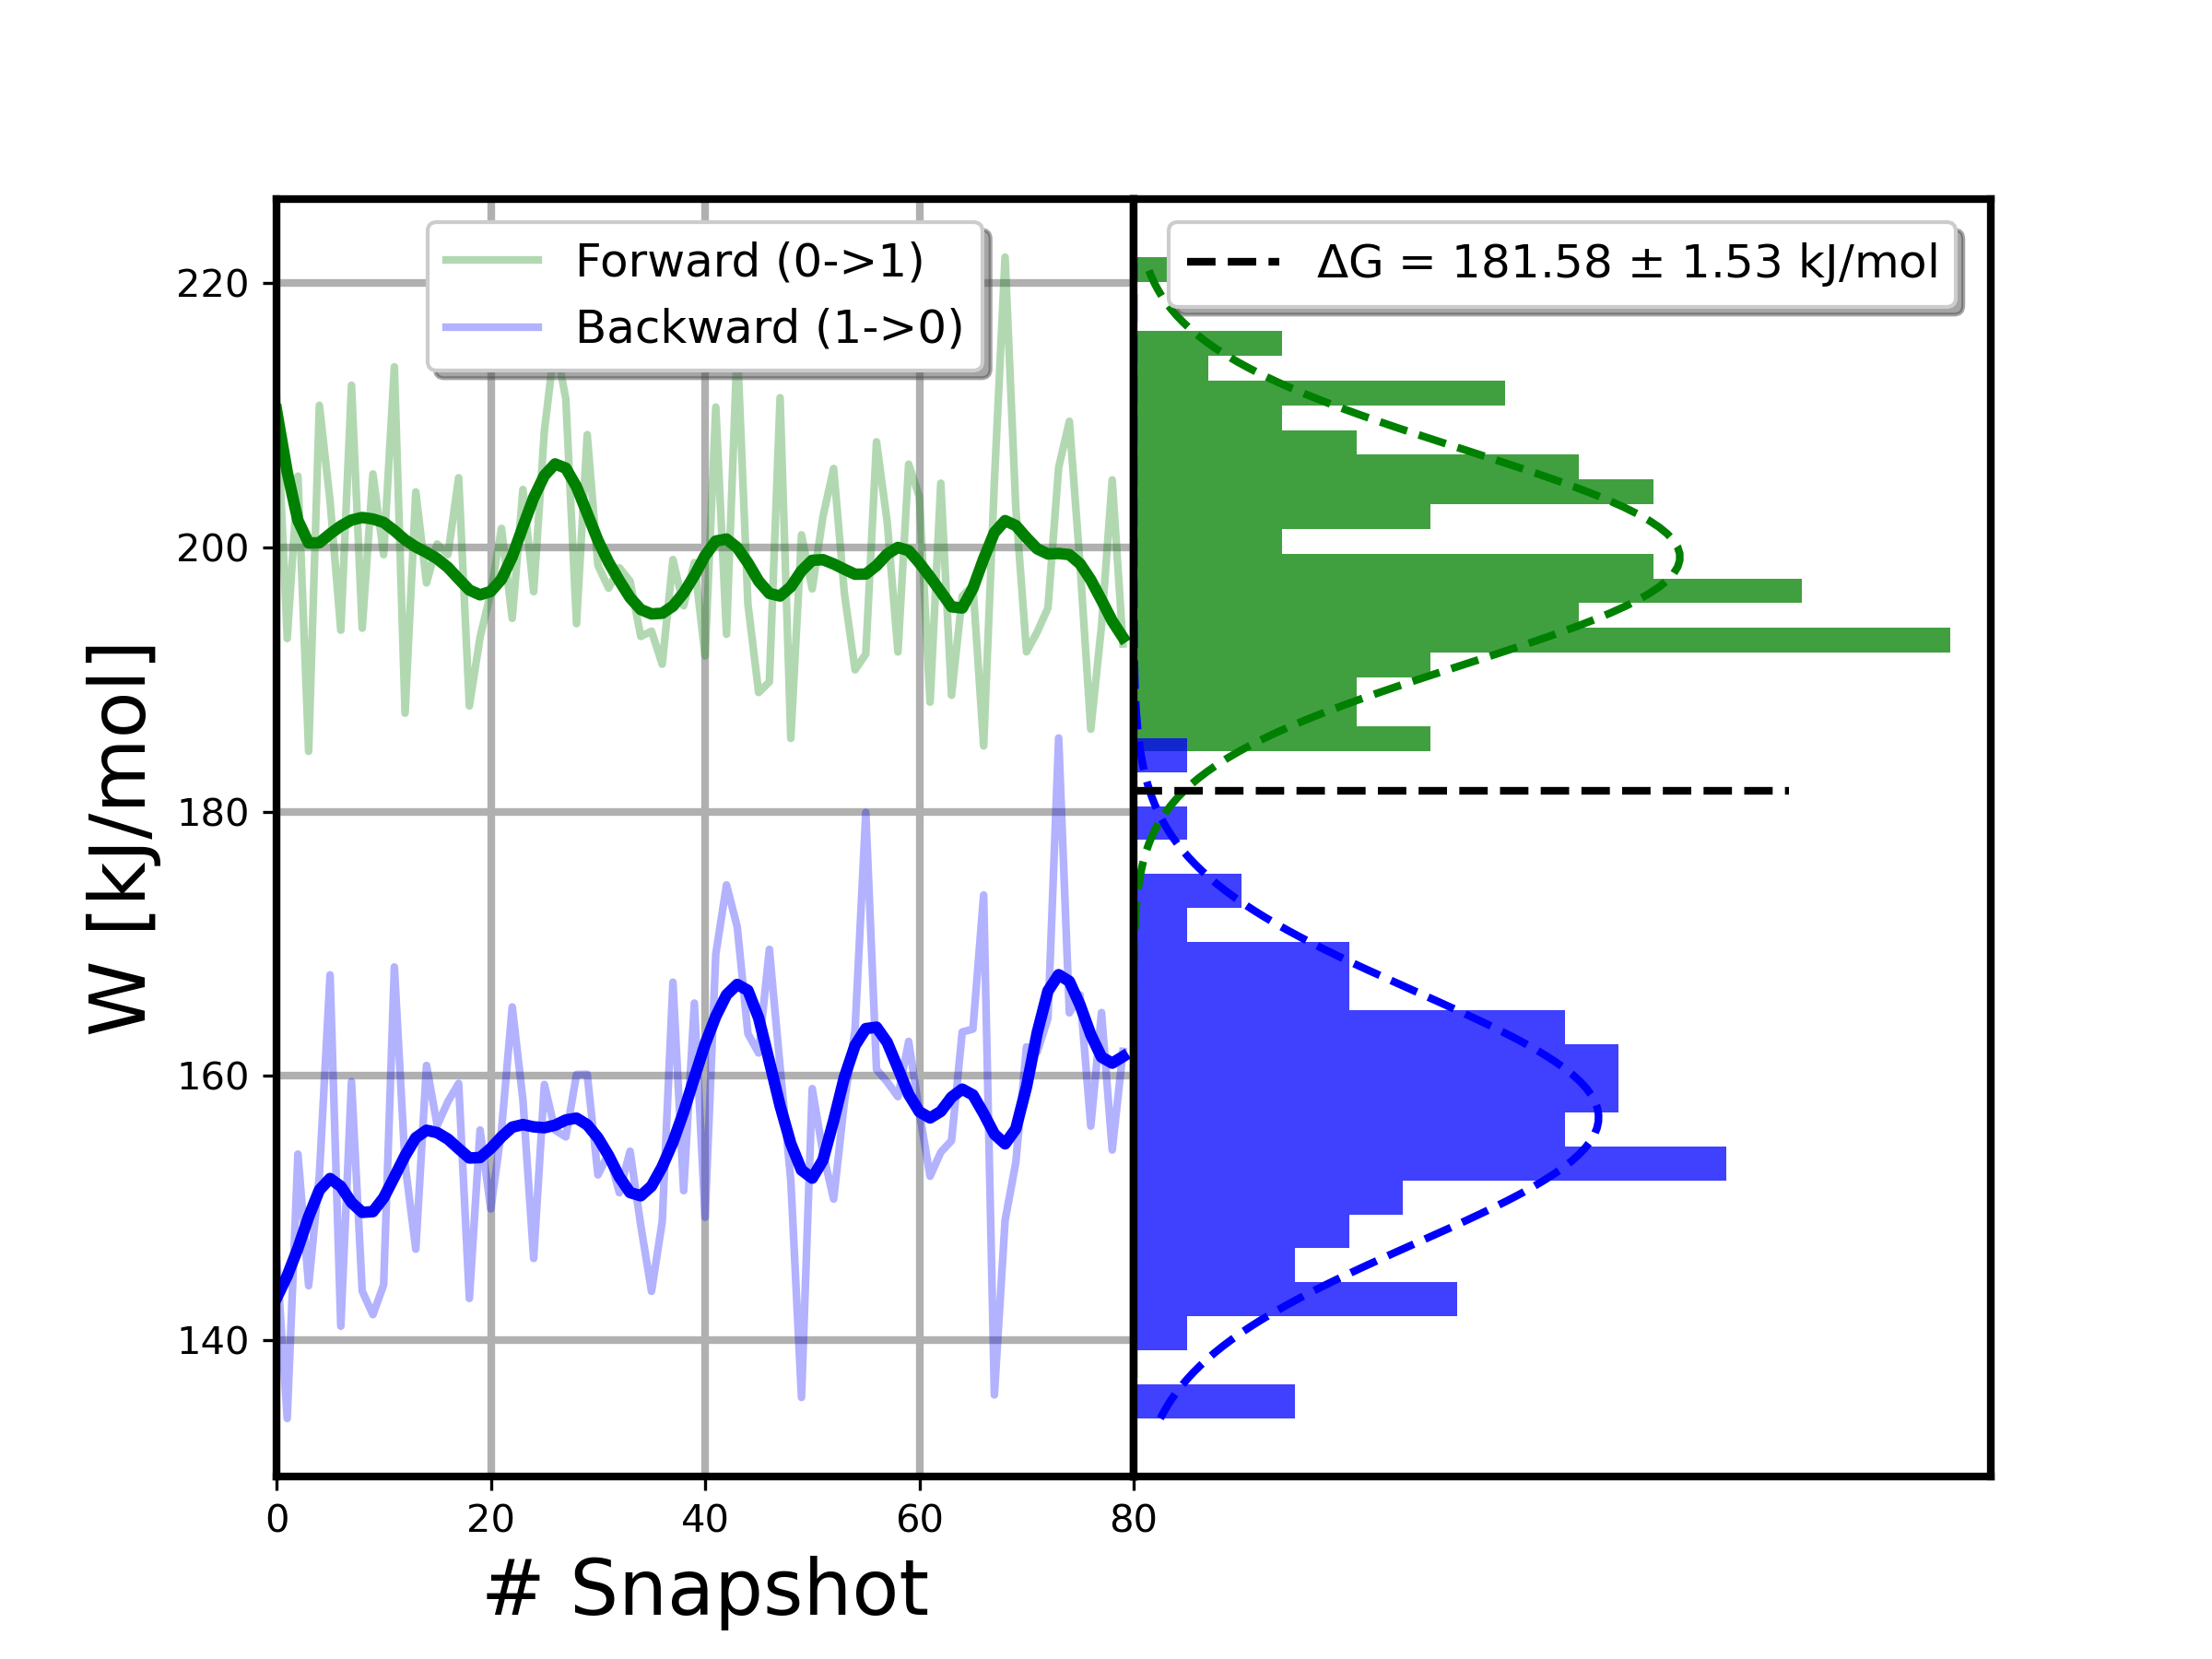 Forward (0->1)
Backward (1->0)
ΔG = 181.58 ± 1.53 kJ/mol
220
200
180
160
140
W [kJ/mol]
0
20
40
60
80
# Snapshot